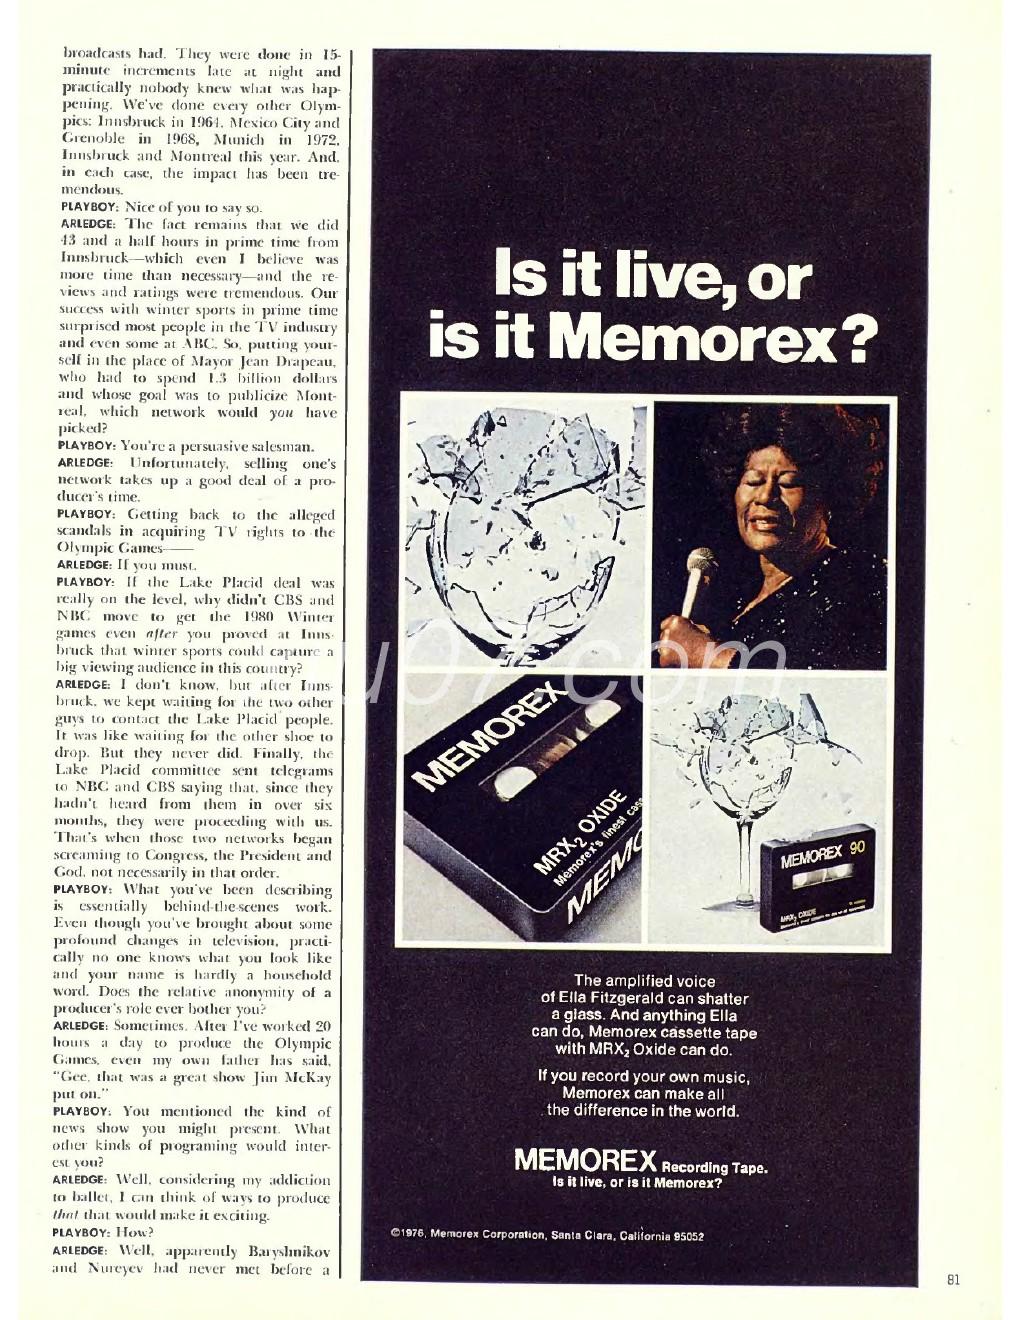 broadcasts had. They were done in 15-
minute increments late at night and
practically nobody knew what was hap-
pening. We've done every other Olym-
pics: Innsbruck in 1964, Mexico City and
Grenoble in 1968, Munich in 1972,
Innsbruck and Montreal this year. And,
in each case, the impact has been tre-
mendous.
PLAYBOY: Nice of you to say so.
ARLEDGE: The fact remains that we did
43 and a half hours in prime time from
Innsbruck—which even I believe was
more time than necessary—and the re-
views and ratings were tremendous. Our
success with winter sports in prime time
surprised most people in the TV industry
and even some at ABC. So, putting your-
self in the place of Mayor Jean Drapeau,
who had to spend 1.3 billion dollars
and whose goal was to publicize Mont-
real, which network would you have
picked?
PLAYBOY: You're a persuasive salesman.
ARLEDGE: Unfortunately, selling one's
network takes up a good deal of a pro-
ducer's time.
PLAYBOY: Getting back to the alleged
scandals in acquiring TV rights to the
Olympic Games——
ARLEDGE: If you must.
PLAYBOY: If the Lake Placid deal was
really on the level, why didn't CBS and
NBC move to get the 1980 Winter
games even after you proved at Inns-
bruck that winter sports could capture a
big viewing audience in this country?
ARLEDGE: I don't know, but after Inns-
bruck, we kept waiting for the two other
guys to contact the Lake Placid people.
It was like waiting for the other shoe to
drop. But they never did. Finally, the
Lake Placid committee sent telegrams
to NBC and CBS saying that, since they
hadn't heard from them in over six
months, they were proceeding with us.
That's when those two networks began
screaming to Congress, the President and
God, not necessarily in that order.
PLAYBOY: What you've been describing
is essentially behind-the-scenes work.
Even though you've brought about some
profound changes in television, practi-
cally no one knows what you look like
and your name is hardly a household
word. Does the relative anonymity of a
producer's role ever bother you?
ARLEDGE: Sometimes. After I've worked 20
hours a day to produce the Olympic
Games, even my own father has said,
"Gee, that was a great show Jim McKay
put on."
PLAYBOY: You mentioned the kind of
news show you might present. What
other kinds of programing would inter-
est you?
ARLEDGE: Well, considering my addiction
to ballet, I can think of ways to produce
that that would make it exciting.
PLAYBOY: How?
ARLEDGE: Well, apparently Baryshnikov
and Nureyev had never met before a
Is it live, or
is it Memorex?
MEMOREX
MRX2 OXIDE
Memorex's finest cass
MEMO
MEMOREX 90
MRX2 OXIDE
The amplified voice
of Ella Fitzgerald can shatter
a glass. And anything Ella
can do, Memorex cassette tape
with MRX2 Oxide can do.
If you record your own music,
Memorex can make all
the difference in the world.
MEMOREX Recording Tape.
Is it live, or is it Memorex?
©1976, Memorex Corporation, Santa Clara, California 95052
81